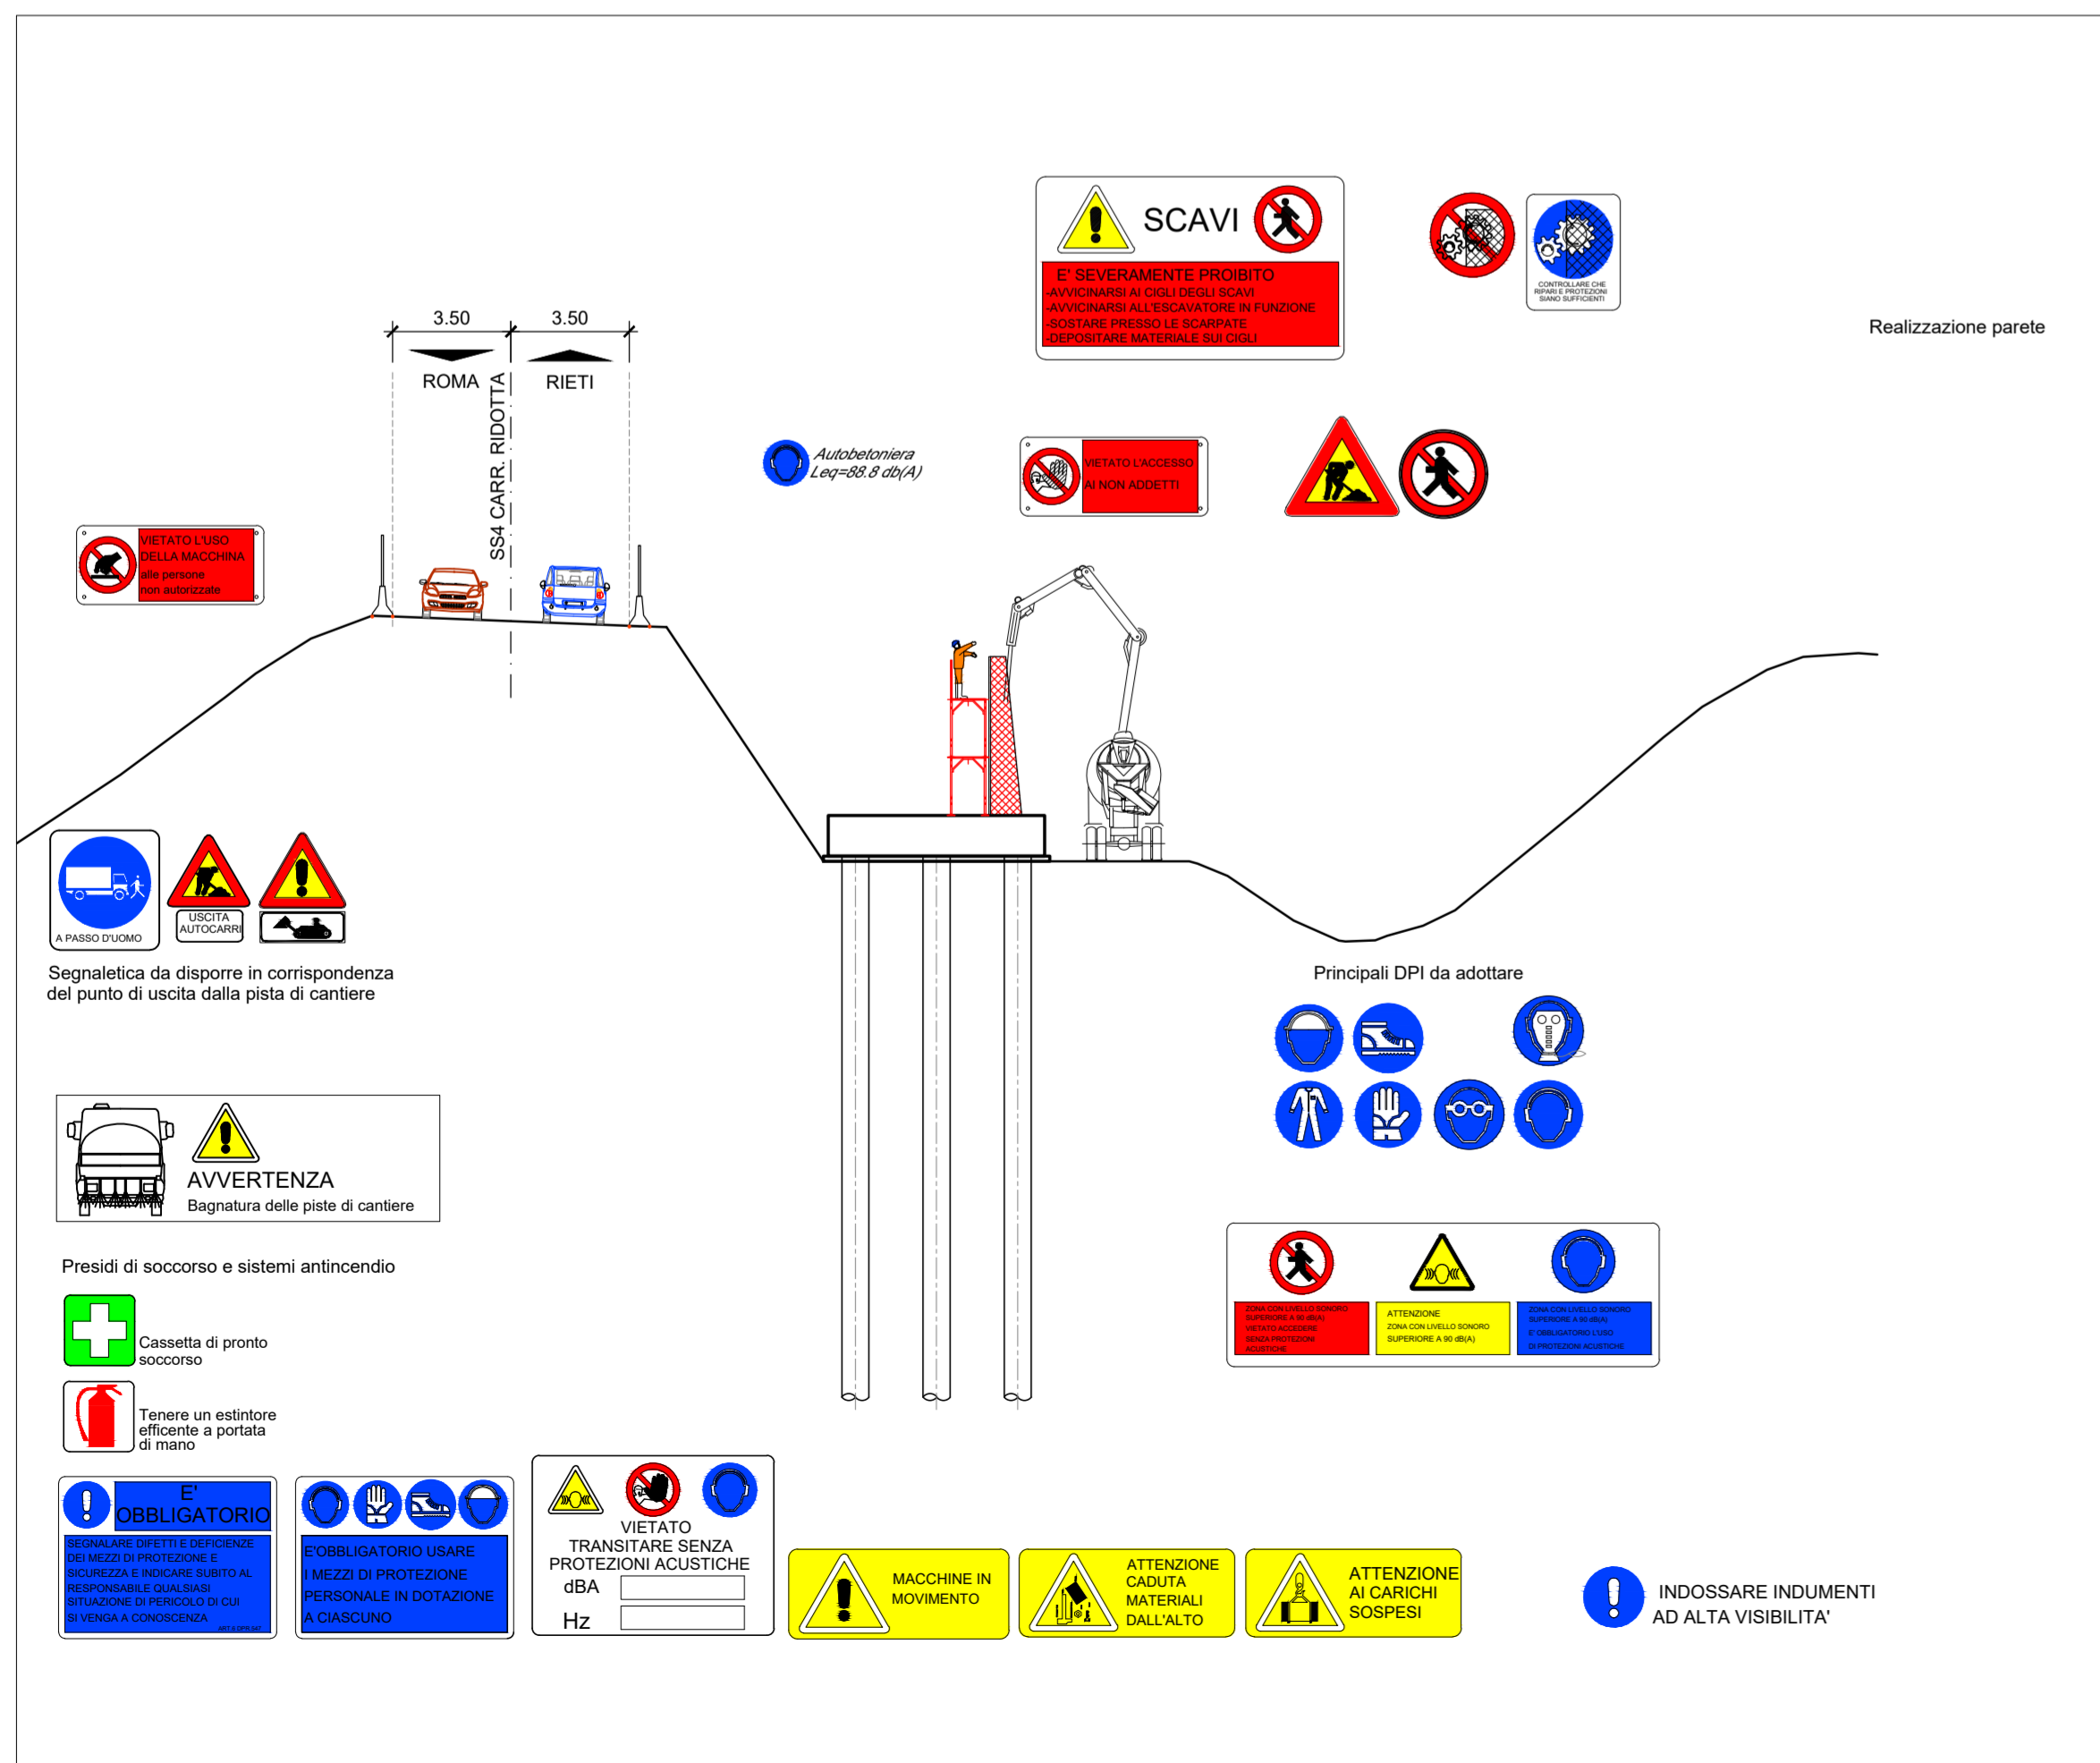 SCAVI
E' SEVERAMENTE PROIBITO
-AVVICINARSI AI CIGLI DEGLI SCAVI
-AVVICINARSI ALL'ESCAVATORE IN FUNZIONE
-SOSTARE PRESSO LE SCARPATE
-DEPOSITARE MATERIALE SUI CIGLI
CONTROLLARE CHE
RIPARI E PROTEZIONI
SIANO SUFFICIENTI
Realizzazione parete
3.50
3.50
ROMA
RIETI
SS4 CARR. RIDOTTA
Autobetoniera
Leq=88.8 db(A)
VIETATO L'ACCESSO
AI NON ADDETTI
VIETATO L'USO
DELLA MACCHINA
alle persone
non autorizzate
A PASSO D'UOMO
USCITA
AUTOCARRI
Segnaletica da disporre in corrispondenza
del punto di uscita dalla pista di cantiere
Principali DPI da adottare
AVVERTENZA
Bagnatura delle piste di cantiere
Presidi di soccorso e sistemi antincendio
Cassetta di pronto
soccorso
Tenere un estintore
efficente a portata
di mano
ZONA CON LIVELLO SONORO
SUPERIORE A 90 dB(A)
VIETATO ACCEDERE
SENZA PROTEZIONI
ACUSTICHE
ATTENZIONE
ZONA CON LIVELLO SONORO
SUPERIORE A 90 dB(A)
ZONA CON LIVELLO SONORO
SUPERIORE A 90 dB(A)
E' OBBLIGATORIO L'USO
DI PROTEZIONI ACUSTICHE
E'
OBBLIGATORIO
SEGNALARE DIFETTI E DEFICIENZE
DEI MEZZI DI PROTEZIONE E
SICUREZZA E INDICARE SUBITO AL
RESPONSABILE QUALSIASI
SITUAZIONE DI PERICOLO DI CUI
SI VENGA A CONOSCENZA
ART.6 DPR.547
E'OBBLIGATORIO USARE
I MEZZI DI PROTEZIONE
PERSONALE IN DOTAZIONE
A CIASCUNO
VIETATO
TRANSITARE SENZA
PROTEZIONI ACUSTICHE
dBA
Hz
MACCHINE IN
MOVIMENTO
ATTENZIONE
CADUTA
MATERIALI
DALL'ALTO
ATTENZIONE
AI CARICHI
SOSPESI
INDOSSARE INDUMENTI
AD ALTA VISIBILITA'